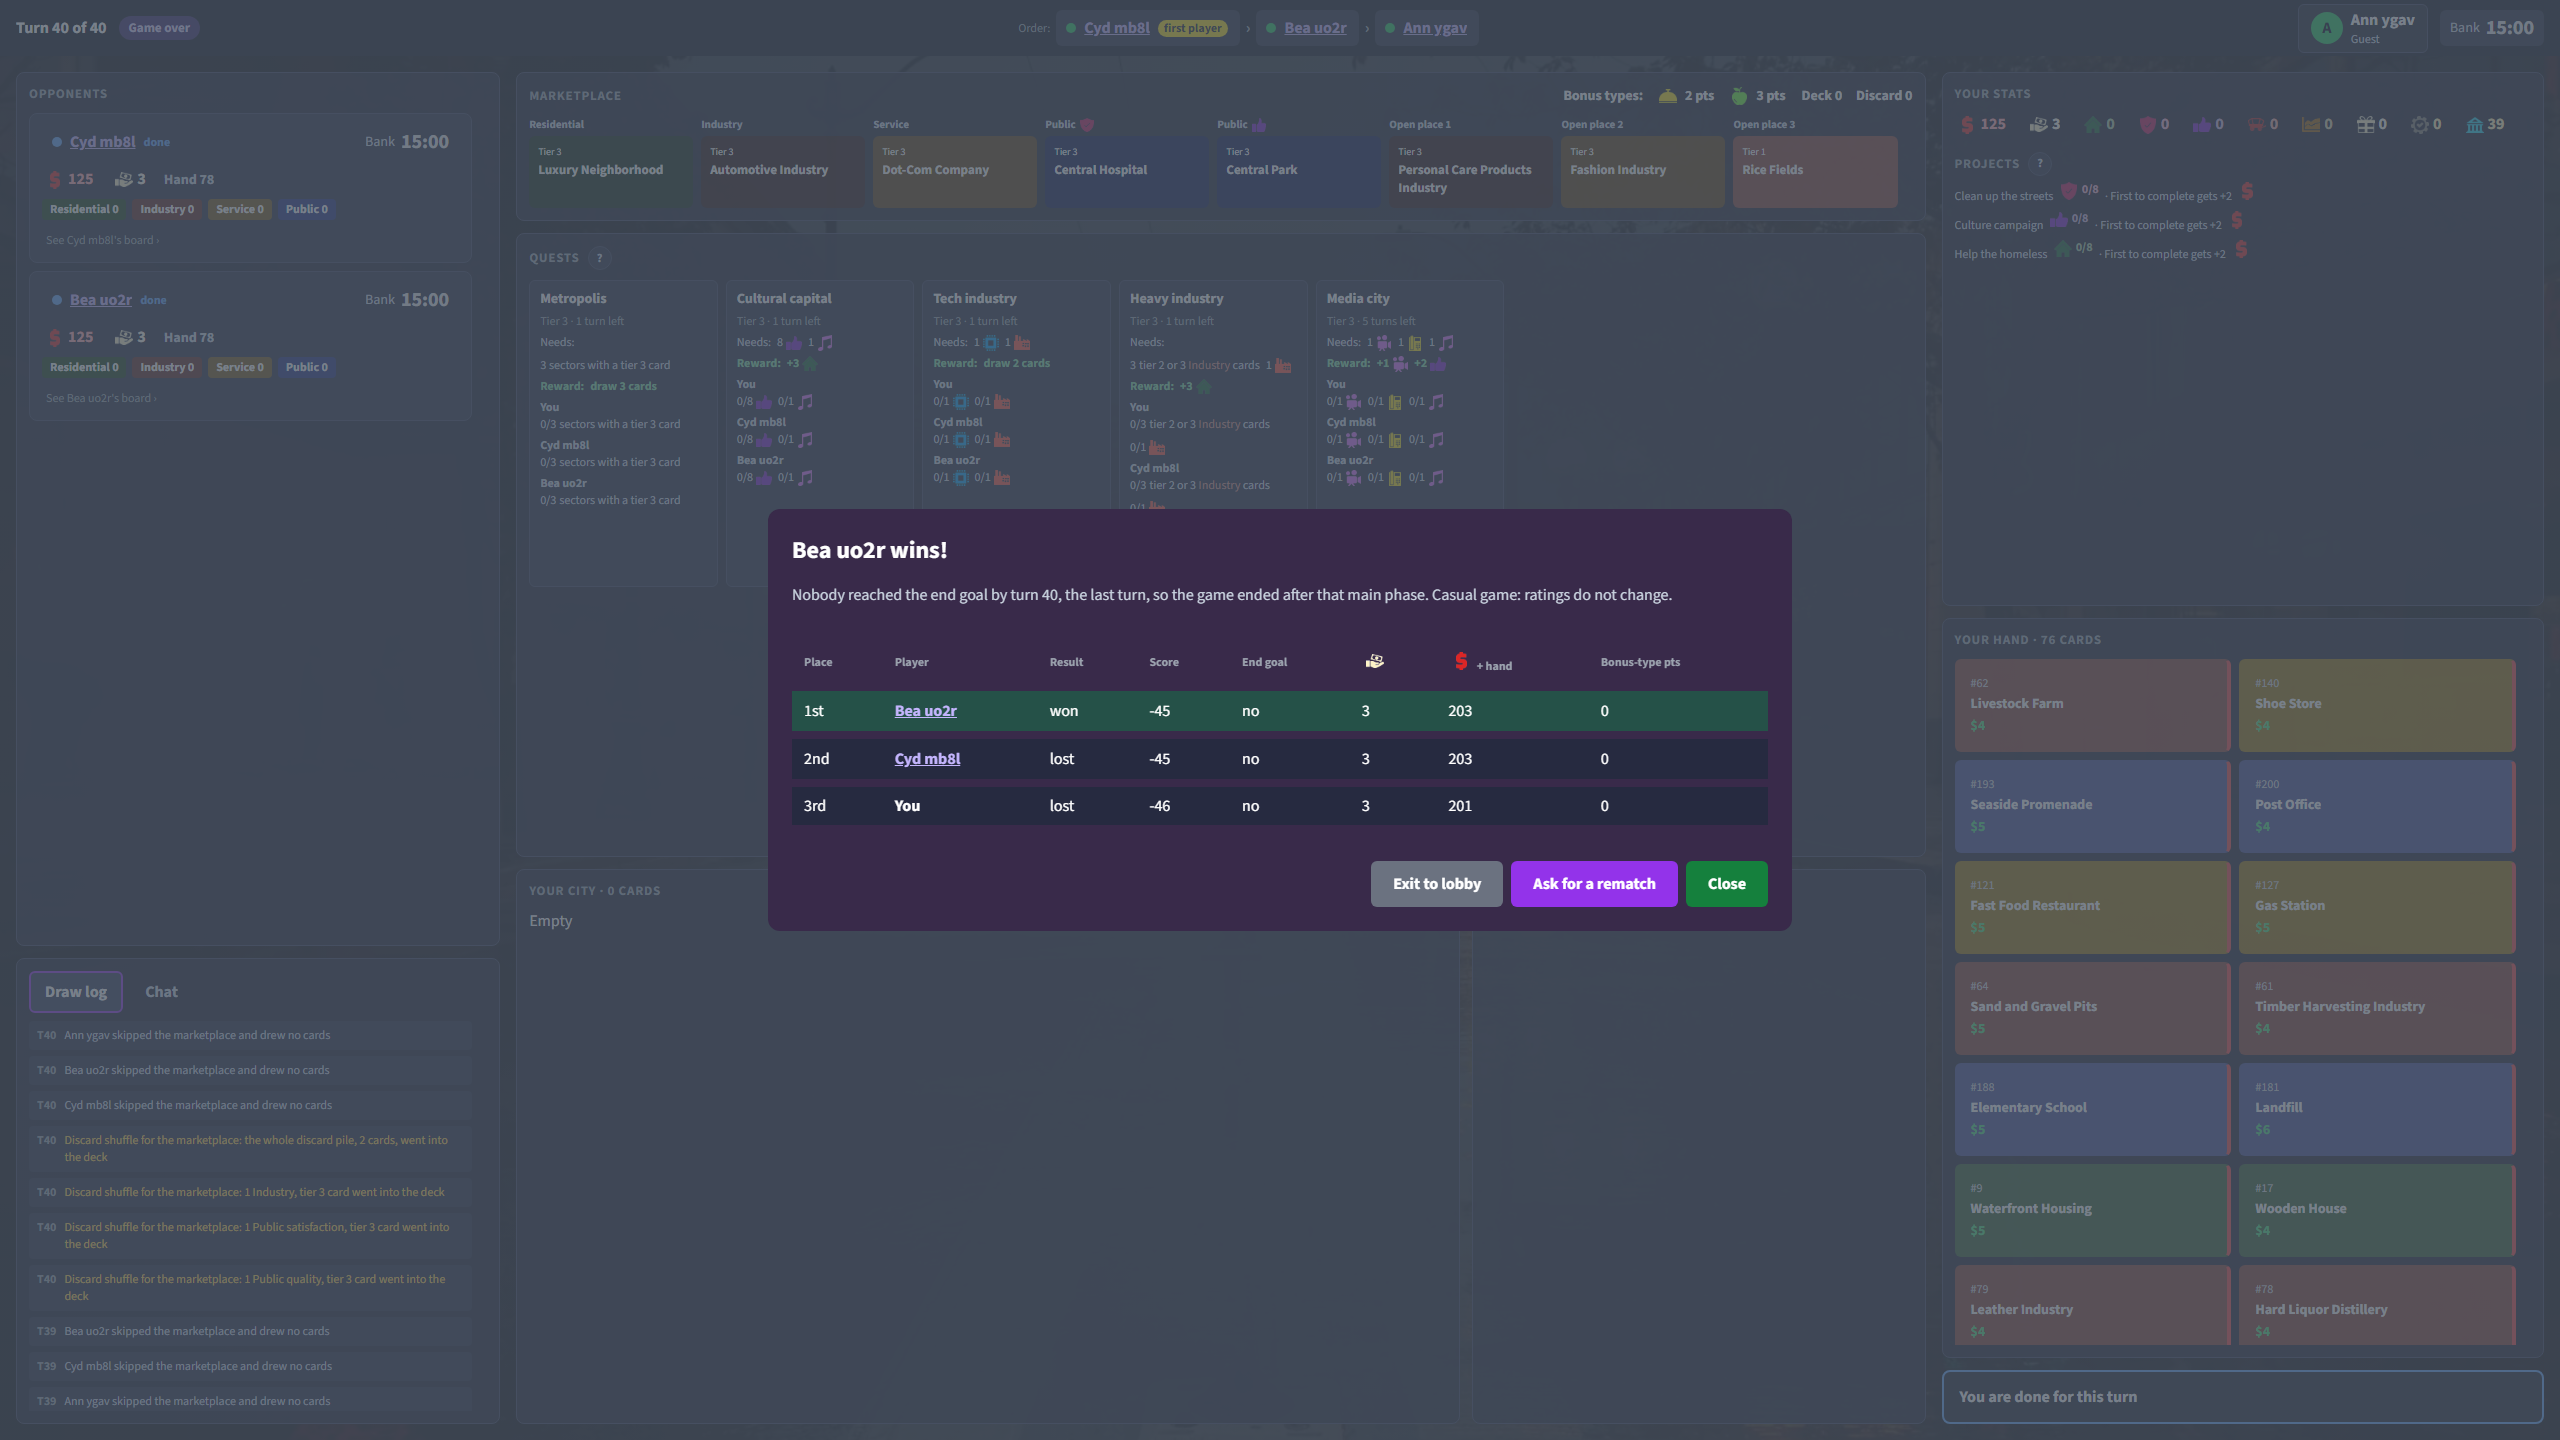 Turn 40 of 40 Game over
Order: Cyd mb8l first player › Bea uo2r › Ann ygav
A Ann ygav
Guest
Bank 15:00
OPPONENTS
Cyd mb8l done Bank 15:00
125 3 Hand 78
Residential 0 Industry 0 Service 0 Public 0
See Cyd mb8l's board ›
Bea uo2r done Bank 15:00
125 3 Hand 78
Residential 0 Industry 0 Service 0 Public 0
See Bea uo2r's board ›
MARKETPLACE
Bonus types: 2 pts 3 pts Deck 0 Discard 0
Residential Industry Service Public Public Open place 1 Open place 2 Open place 3
Tier 3
Luxury Neighborhood
Tier 3
Automotive Industry
Tier 3
Dot-Com Company
Tier 3
Central Hospital
Tier 3
Central Park
Tier 3
Personal Care Products
Industry
Tier 3
Fashion Industry
Tier 1
Rice Fields
QUESTS ?
Metropolis
Tier 3 · 1 turn left
Needs:
3 sectors with a tier 3 card
Reward: draw 3 cards
You
0/3 sectors with a tier 3 card
Cyd mb8l
0/3 sectors with a tier 3 card
Bea uo2r
0/3 sectors with a tier 3 card
Cultural capital
Tier 3 · 1 turn left
Needs: 8 1
Reward: +3
You
0/8 0/1
Cyd mb8l
0/8 0/1
Bea uo2r
0/8 0/1
Tech industry
Tier 3 · 1 turn left
Needs: 1 1
Reward: draw 2 cards
You
0/1 0/1
Cyd mb8l
0/1 0/1
Bea uo2r
0/1 0/1
Heavy industry
Tier 3 · 1 turn left
Needs:
3 tier 2 or 3 Industry cards 1
Reward: +3
You
0/3 tier 2 or 3 Industry cards
0/1
Cyd mb8l
0/3 tier 2 or 3 Industry cards
0/1
Media city
Tier 3 · 5 turns left
Needs: 1 1 1
Reward: +1 +2
You
0/1 0/1 0/1
Cyd mb8l
0/1 0/1 0/1
Bea uo2r
0/1 0/1 0/1
YOUR STATS
125 3 0 0 0 0 0 0 0 39
PROJECTS ?
Clean up the streets 0/8 · First to complete gets +2
Culture campaign 0/8 · First to complete gets +2
Help the homeless 0/8 · First to complete gets +2
Bea uo2r wins!
Nobody reached the end goal by turn 40, the last turn, so the game ended after that main phase. Casual game: ratings do not change.
Place Player Result Score End goal + hand Bonus-type pts
1st Bea uo2r won -45 no 3 203 0
2nd Cyd mb8l lost -45 no 3 203 0
3rd You lost -46 no 3 201 0
Exit to lobby Ask for a rematch Close
YOUR CITY · 0 CARDS
Empty
YOUR HAND · 76 CARDS
#62
Livestock Farm
$4
#140
Shoe Store
$4
#193
Seaside Promenade
$5
#200
Post Office
$4
#121
Fast Food Restaurant
$5
#127
Gas Station
$5
#64
Sand and Gravel Pits
$5
#61
Timber Harvesting Industry
$4
#188
Elementary School
$5
#181
Landfill
$6
#9
Waterfront Housing
$5
#17
Wooden House
$4
#79
Leather Industry
$4
#78
Hard Liquor Distillery
$4
You are done for this turn
Draw log Chat
T40 Ann ygav skipped the marketplace and drew no cards
T40 Bea uo2r skipped the marketplace and drew no cards
T40 Cyd mb8l skipped the marketplace and drew no cards
T40 Discard shuffle for the marketplace: the whole discard pile, 2 cards, went into
the deck
T40 Discard shuffle for the marketplace: 1 Industry, tier 3 card went into the deck
T40 Discard shuffle for the marketplace: 1 Public satisfaction, tier 3 card went into
the deck
T40 Discard shuffle for the marketplace: 1 Public quality, tier 3 card went into the
deck
T39 Bea uo2r skipped the marketplace and drew no cards
T39 Cyd mb8l skipped the marketplace and drew no cards
T39 Ann ygav skipped the marketplace and drew no cards